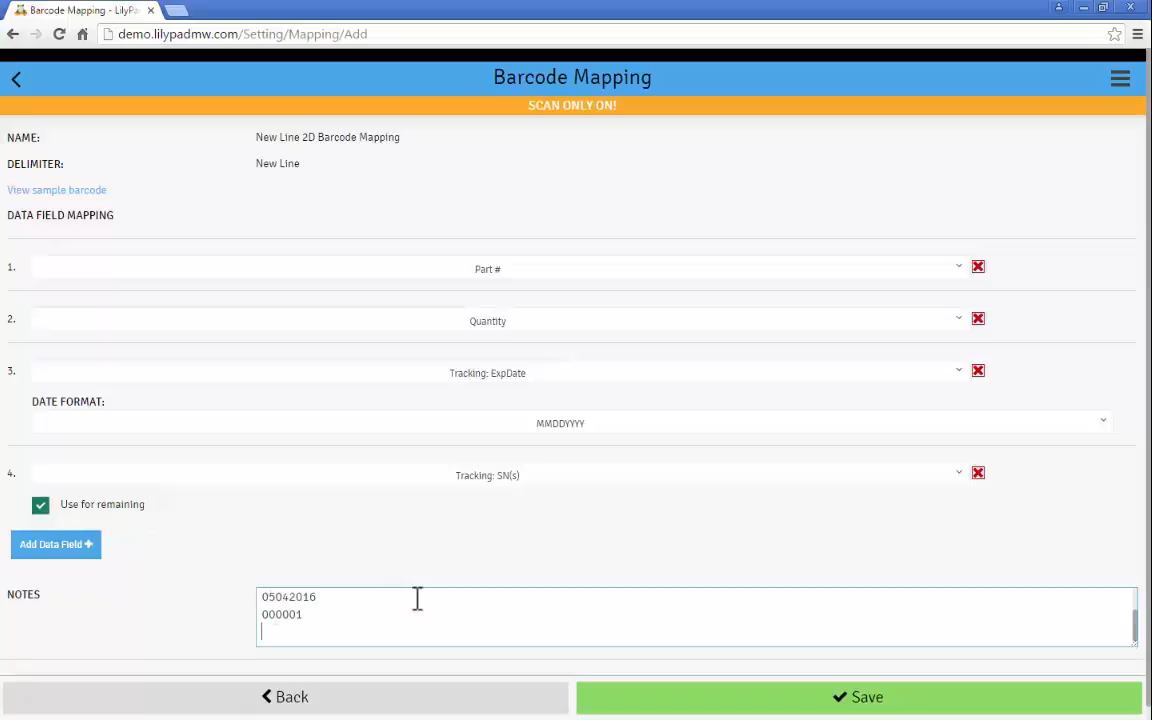 Barcode Mapping - LilyPa
demo.lilypadmw.com/Setting/Mapping/Add
Barcode Mapping
SCAN ONLY ON!
NAME: New Line 2D Barcode Mapping
DELIMITER: New Line
View sample barcode
DATA FIELD MAPPING
1. Part #
2. Quantity
3. Tracking: ExpDate
DATE FORMAT:
MMDDYYYY
4. Tracking: SN(s)
Use for remaining
Add Data Field
NOTES
05042016
000001
Back
Save